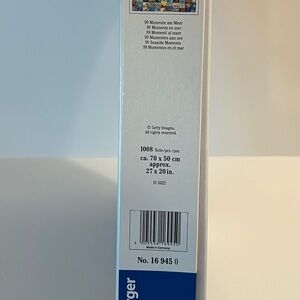 99 Momente am Meer
99 Moments en mer
99 Momenti al mare
99 Momenten aan zee
99 Seaside Moments
99 Momentos en el mar
© Getty Images.
All rights reserved.
1008 Teile/pcs./pzs.
ca. 70 x 50 cm
approx.
27 x 20 in.
© 2022
Made in Germany
No. 16 945 0
rger